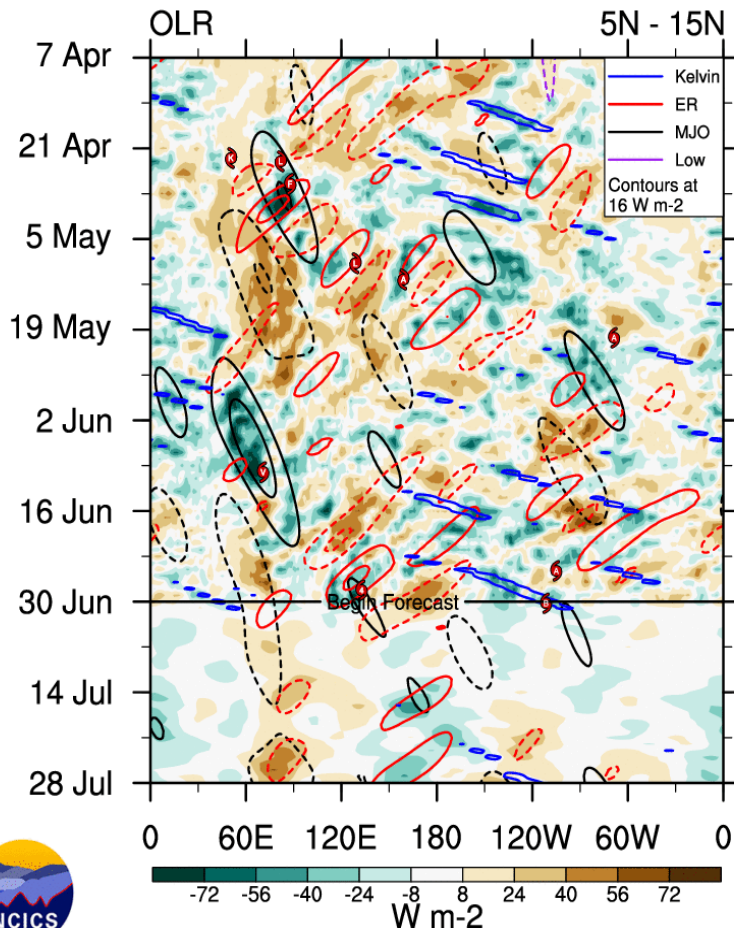 OLR 5N - 15N
7 Apr
21 Apr
5 May
19 May
2 Jun
16 Jun
30 Jun
14 Jul
28 Jul
Kelvin
ER
MJO
Low
Contours at
16 W m-2
K
L
F
L
A
A
A
B
Begin Forecast
0 60E 120E 180 120W 60W 0
-72 -56 -40 -24 -8 8 24 40 56 72
W m-2
NCICS